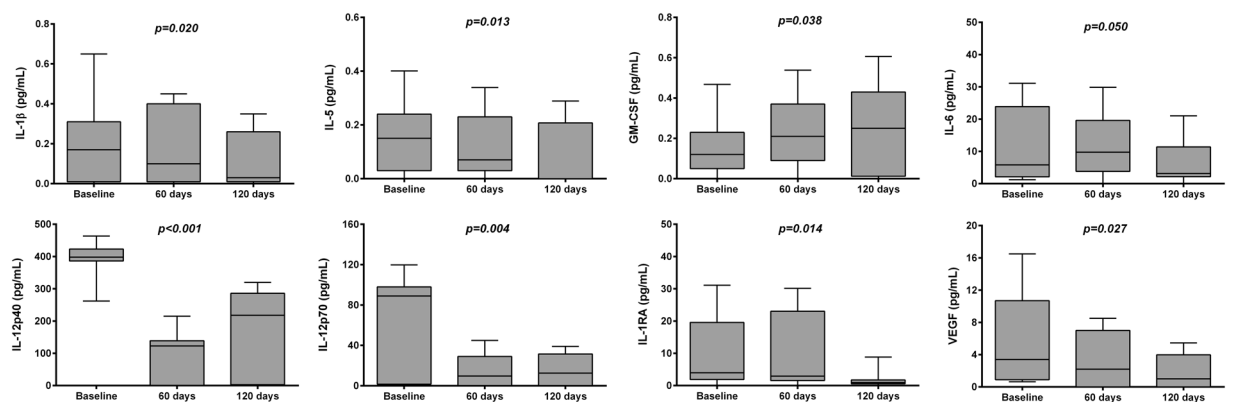 p=0.020
IL-1β (pg/mL)
0.8
0.6
0.4
0.2
0.0
Baseline 60 days 120 days
p=0.013
IL-5 (pg/mL)
0.6
0.4
0.2
0.0
Baseline 60 days 120 days
p=0.038
GM-CSF (pg/mL)
0.8
0.6
0.4
0.2
0.0
Baseline 60 days 120 days
p=0.050
IL-6 (pg/mL)
50
40
30
20
10
0
Baseline 60 days 120 days
p<0.001
IL-12p40 (pg/mL)
500
400
300
200
100
0
Baseline 60 days 120 days
p=0.004
IL-12p70 (pg/mL)
160
120
80
40
0
Baseline 60 days 120 days
p=0.014
IL-1RA (pg/mL)
50
40
30
20
10
0
Baseline 60 days 120 days
p=0.027
VEGF (pg/mL)
20
16
12
8
4
0
Baseline 60 days 120 days